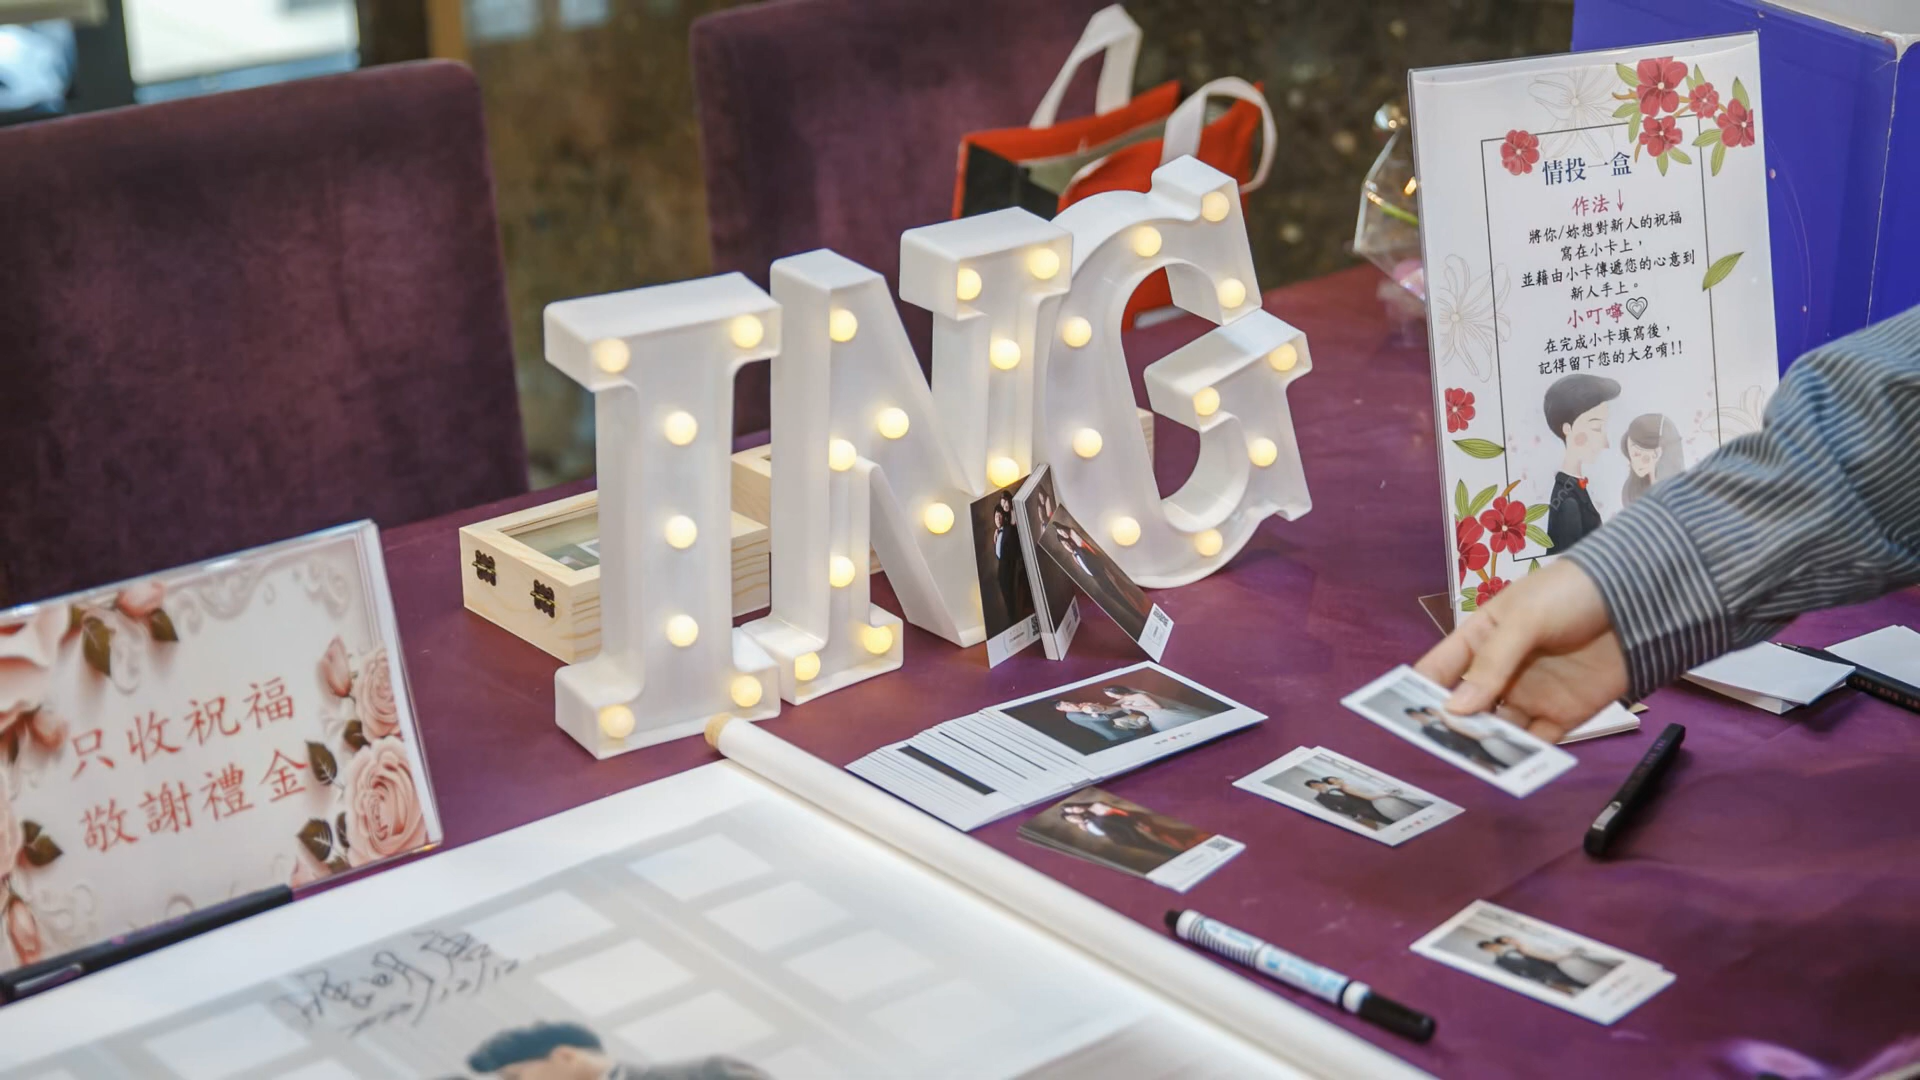 ING
情投一盒
作法↓
將你/妳想對新人的祝福
寫在小卡上，
並藉由小卡傳遞您的心意到
新人手上。
小叮嚀♡
在完成小卡填寫後，
記得留下您的大名唷!!
只收祝福
敬謝禮金